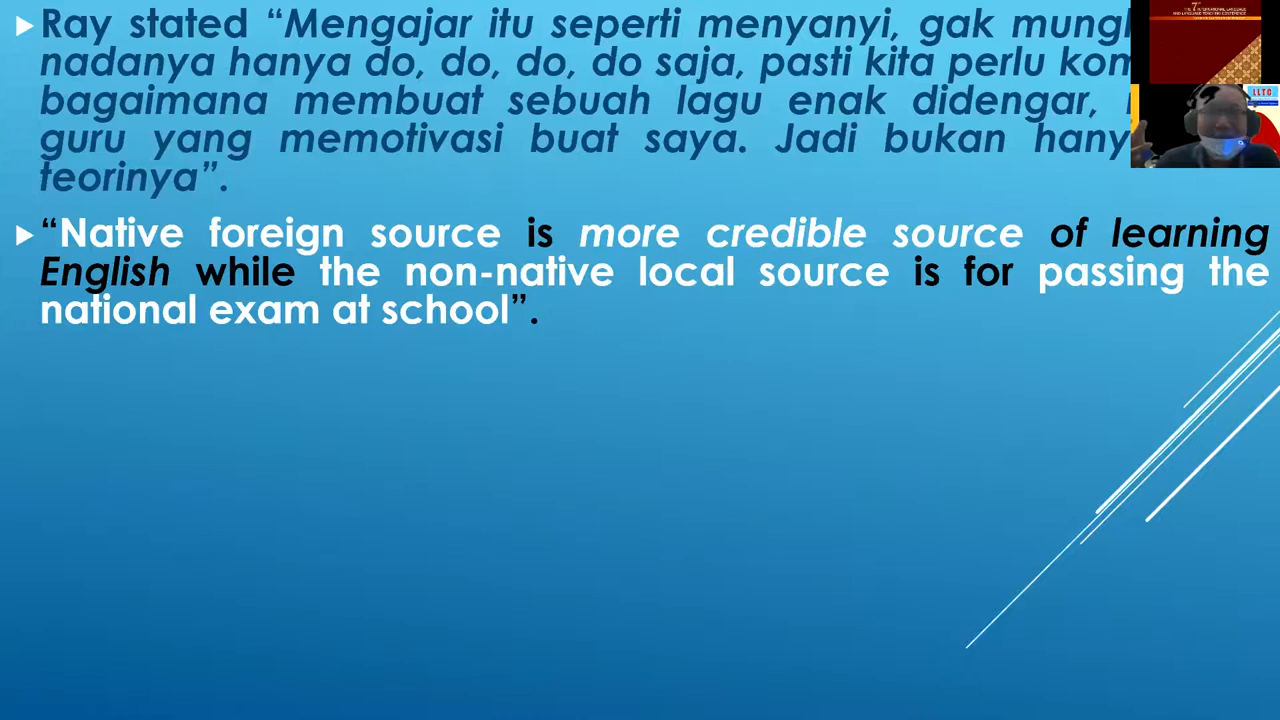 Ray stated “Mengajar itu seperti menyanyi, gak
nadanya hanya do, do, do, do saja, pasti kita perlu
bagaimana membuat sebuah lagu enak didengar,
guru yang memotivasi buat saya. Jadi bukan
teorinya”.
“Native foreign source is more credible source of learning
English while the non-native local source is for passing the
national exam at school”.
LLTC